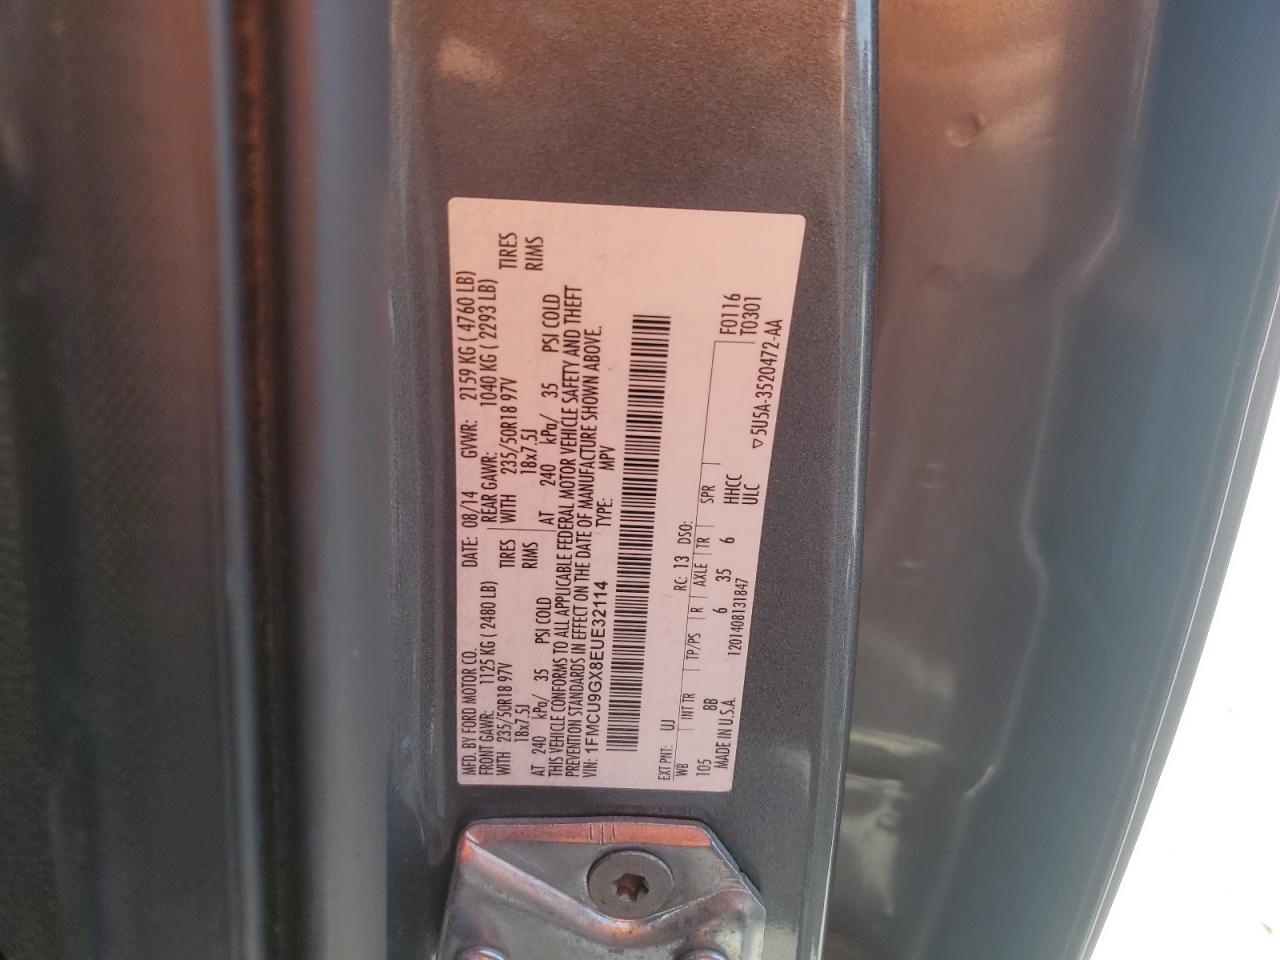 MFD. BY FORD MOTOR CO.
DATE: 08/14 GVWR: 2159 KG ( 4760 LB)
FRONT GAWR: 1125 KG ( 2480 LB) REAR GAWR: 1040 KG ( 2293 LB)
WITH 235/50R18 97V TIRES WITH 235/50R18 97V TIRES
18x7.5J RIMS 18x7.5J RIMS
AT 240 kPa/ 35 PSI COLD AT 240 kPa/ 35 PSI COLD
THIS VEHICLE CONFORMS TO ALL APPLICABLE FEDERAL MOTOR VEHICLE SAFETY AND THEFT
PREVENTION STANDARDS IN EFFECT ON THE DATE OF MANUFACTURE SHOWN ABOVE.
VIN: 1FMCU9GX8EUE32114 TYPE: MPV
EXT PNT: UJ RC: 13 DSO:
WB INT TR TP/PS R AXLE TR SPR F0116
105 8B 6 35 6 HHCC T0301
ULC
MADE IN U.S.A. 1201408131847 ▽5U5A-3520472-AA